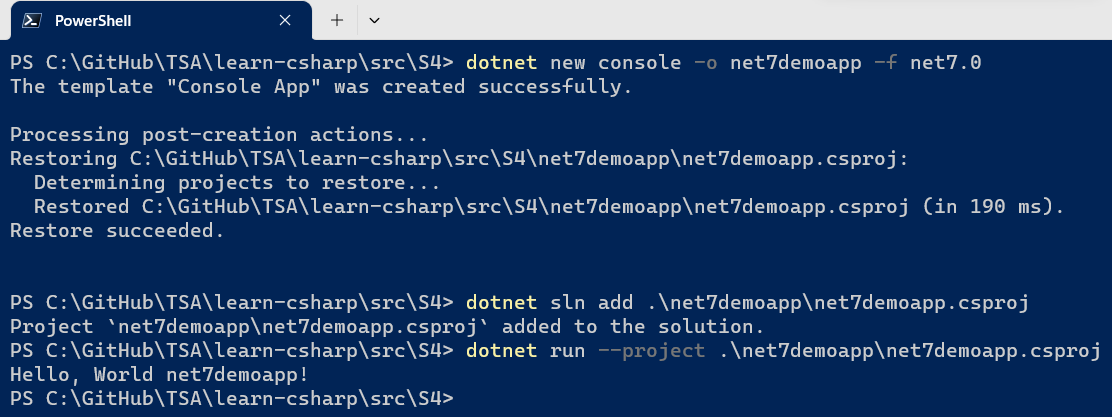 PowerShell
PS C:\GitHub\TSA\learn-csharp\src\S4> dotnet new console -o net7demoapp -f net7.0
The template "Console App" was created successfully.
Processing post-creation actions...
Restoring C:\GitHub\TSA\learn-csharp\src\S4\net7demoapp\net7demoapp.csproj:
  Determining projects to restore...
  Restored C:\GitHub\TSA\learn-csharp\src\S4\net7demoapp\net7demoapp.csproj (in 190 ms).
Restore succeeded.
PS C:\GitHub\TSA\learn-csharp\src\S4> dotnet sln add .\net7demoapp\net7demoapp.csproj
Project `net7demoapp\net7demoapp.csproj` added to the solution.
PS C:\GitHub\TSA\learn-csharp\src\S4> dotnet run --project .\net7demoapp\net7demoapp.csproj
Hello, World net7demoapp!
PS C:\GitHub\TSA\learn-csharp\src\S4>